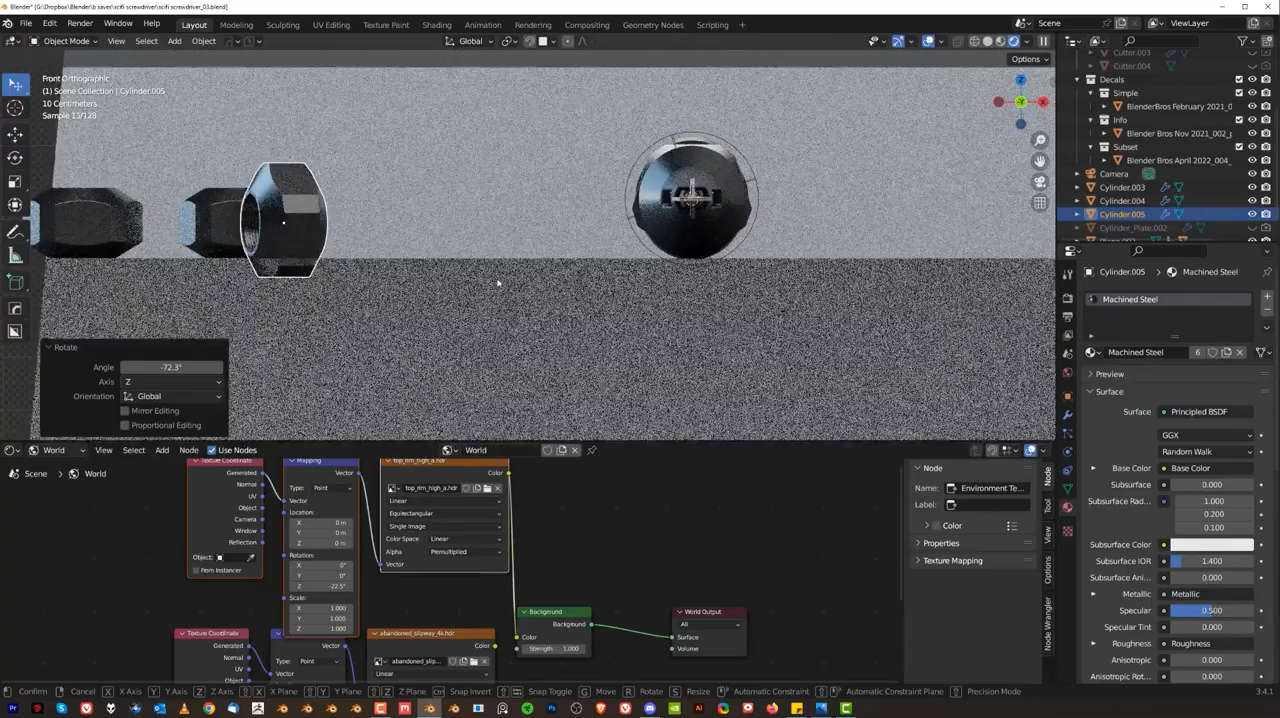 Blender* [G:\Dropbox\Blender\b saves\scifi screwdriver\scifi screwdriver_03.blend]
File Edit Render Window Help Layout Modeling Sculpting UV Editing Texture Paint Shading Animation Rendering Compositing Geometry Nodes Scripting + Scene ViewLayer
Object Mode View Select Add Object Global
Options
Front Orthographic
(1) Scene Collection | Cylinder.005
10 Centimeters
Sample 15/128
Z
-Y
X
Cutter.003
Cutter.004
Decals
Simple
BlenderBros February 2021_0
Info
Blender Bros Nov 2021_002_p
Subset
Blender Bros April 2022_004_
Camera
Cylinder.003
Cylinder.004
Cylinder.005
Cylinder_Plate.002
Cylinder.005 > Machined Steel
Machined Steel
Machined Steel 6
Preview
Surface
Surface Principled BSDF
GGX
Random Walk
Base Color Base Color
Subsurface 0.000
Subsurface Rad... 1.000
0.200
0.100
Subsurface Color
Subsurface IOR 1.400
Subsurface Ani... 0.000
Metallic Metallic
Specular 0.500
Specular Tint 0.000
Roughness Roughness
Anisotropic 0.000
Anisotropic Rot... 0.000
Rotate
Angle -72.3°
Axis Z
Orientation Global
Mirror Editing
Proportional Editing
World View Select Add Node Use Nodes World
Scene > World
Texture Coordinate
Generated
Normal
UV
Object
Camera
Window
Reflection
Object:
From Instancer
Mapping
Vector
Type: Point
Vector
Location:
X 0 m
Y 0 m
Z 0 m
Rotation:
X 0°
Y 0°
Z -22.5°
Scale:
X 1.000
Y 1.000
Z 1.000
top_rim_high_a.hdr
Color
top_rim_high_a.hdr
Linear
Equirectangular
Single Image
Color Space Linear
Alpha Premultiplied
Vector
Background
Background
Color
Strength 1.000
World Output
All
Surface
Volume
Texture Coordinate
Generated
Normal
UV
Object
Vector
Type: Point
abandoned_slipway_4k.hdr
Color
abandoned_slip...
Linear
Node
Name: Environment Te...
Label:
Color
Properties
Texture Mapping
Node
Tool
View
Options
Node Wrangler
Confirm Cancel X X Axis Y Y Axis Z Z Axis X X Plane Y Y Plane Z Z Plane ctrl Snap Invert Snap Toggle G Move R Rotate S Resize Automatic Constraint Automatic Constraint Plane Precision Mode 3.4.1